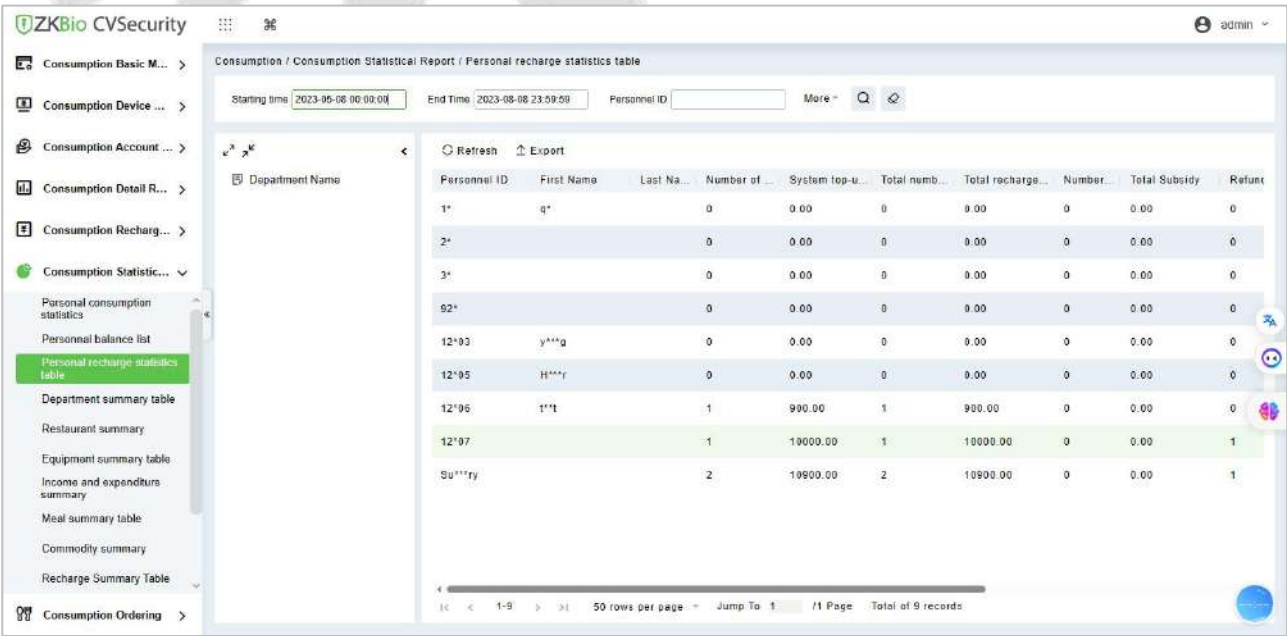 ZKBio CVSecurity
admin
Consumption Basic M...
Consumption Device ...
Consumption Account ...
Consumption Detail R...
Consumption Recharg...
Consumption Statistic...
Personal consumption
statistics
Personnal balance list
Personal recharge statistics
table
Department summary table
Restaurant summary
Equipment summary table
Income and expenditure
summary
Meal summary table
Commodity summary
Recharge Summary Table
Consumption Ordering
Consumption / Consumption Statistical Report / Personal recharge statistics table
Starting time 2023-05-08 00:00:00 End Time 2023-08-08 23:59:59 Personnel ID More
Department Name
Refresh Export
Personnel ID First Name Last Na... Number of ... System top-u... Total numb... Total recharge... Number... Total Subsidy Refund
1* q* 0 0.00 0 0.00 0 0.00 0
2* 0 0.00 0 0.00 0 0.00 0
3* 0 0.00 0 0.00 0 0.00 0
92* 0 0.00 0 0.00 0 0.00 0
12*03 y***g 0 0.00 0 0.00 0 0.00 0
12*05 H***r 0 0.00 0 0.00 0 0.00 0
12*06 t**t 1 900.00 1 900.00 0 0.00 0
12*07 1 10000.00 1 10000.00 0 0.00 1
Su***ry 2 10900.00 2 10900.00 0 0.00 1
1-9 50 rows per page Jump To 1 /1 Page Total of 9 records